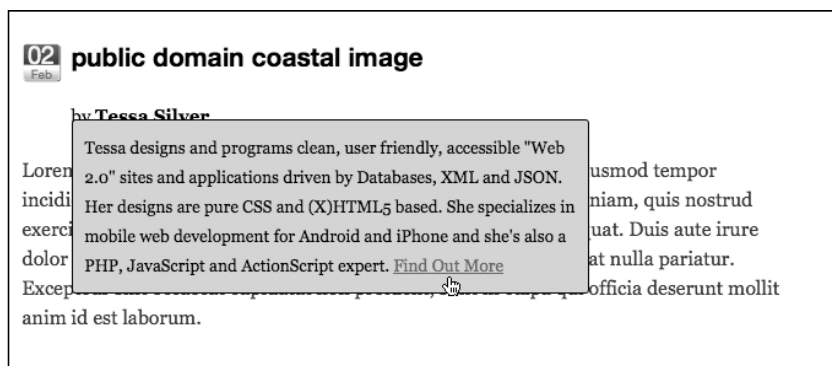 02
Feb
public domain coastal image
by Tessa Silver
Tessa designs and programs clean, user friendly, accessible "Web
2.0" sites and applications driven by Databases, XML and JSON.
Her designs are pure CSS and (X)HTML5 based. She specializes in
mobile web development for Android and iPhone and she's also a
PHP, JavaScript and ActionScript expert. Find Out More
Lorem usmod tempor
incidi niam, quis nostrud
exerci uat. Duis aute irure
dolor at nulla pariatur.
officia deserunt mollit
anim id est laborum.